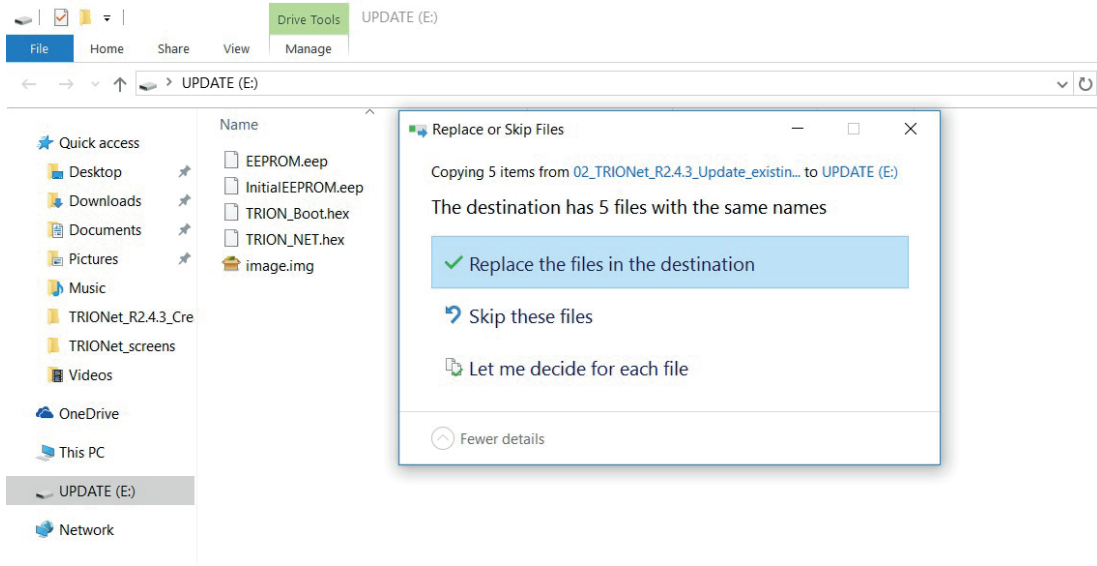 Drive Tools
UPDATE (E:)
File
Home
Share
View
Manage
UPDATE (E:)
Quick access
Desktop
Downloads
Documents
Pictures
Music
TRIONet_R2.4.3_Cre
TRIONet_screens
Videos
OneDrive
This PC
UPDATE (E:)
Network
Name
EEPROM.eep
InitialEEPROM.eep
TRION_Boot.hex
TRION_NET.hex
image.img
Replace or Skip Files
Copying 5 items from 02_TRIONet_R2.4.3_Update_existin... to UPDATE (E:)
The destination has 5 files with the same names
Replace the files in the destination
Skip these files
Let me decide for each file
Fewer details